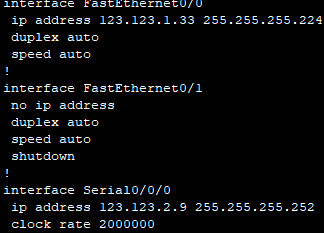 interface FastEthernet0/0
 ip address 123.123.1.33 255.255.255.224
 duplex auto
 speed auto
!
interface FastEthernet0/1
 no ip address
 duplex auto
 speed auto
 shutdown
!
interface Serial0/0/0
 ip address 123.123.2.9 255.255.255.252
 clock rate 2000000